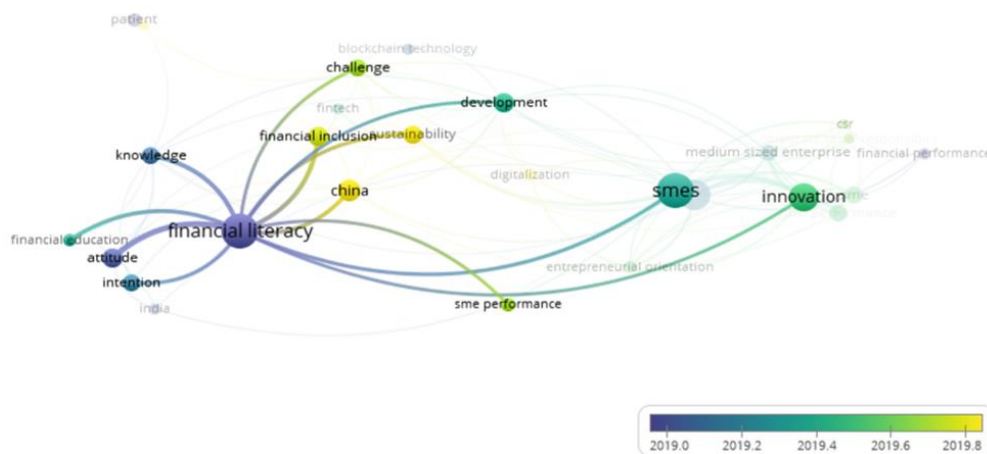 patient
blockchain technology
challenge
development
fintech
financial inclusion
sustainability
csr
knowledge
medium sized enterprise
financial performance
digitalization
china
smes
innovation
financial literacy
financial education
attitude
entrepreneurial orientation
intention
sme performance
india
2019.0 2019.2 2019.4 2019.6 2019.8